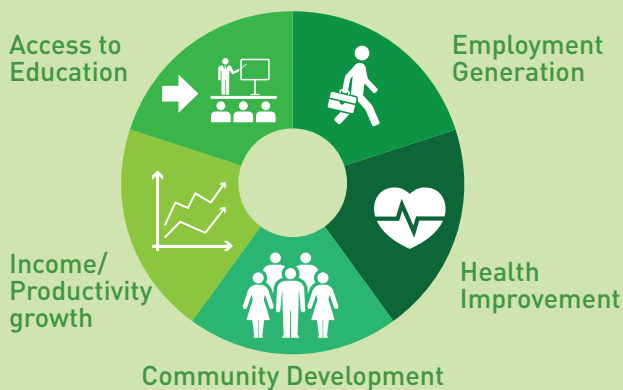 Access to
Education
Employment
Generation
Income/
Productivity
growth
Health
Improvement
Community Development